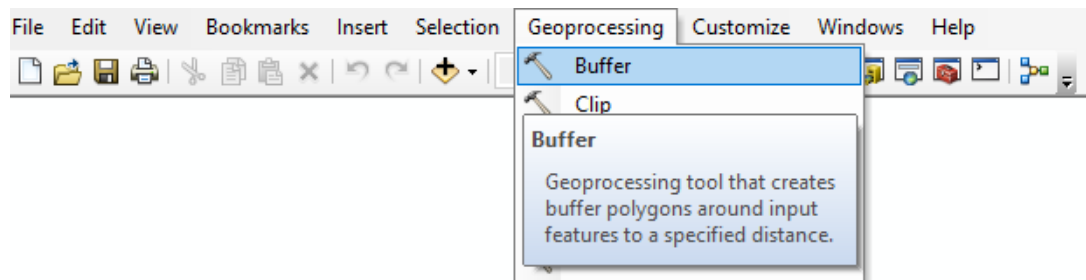 File Edit View Bookmarks Insert Selection Geoprocessing Customize Windows Help
Buffer
Clip
Buffer
Geoprocessing tool that creates
buffer polygons around input
features to a specified distance.